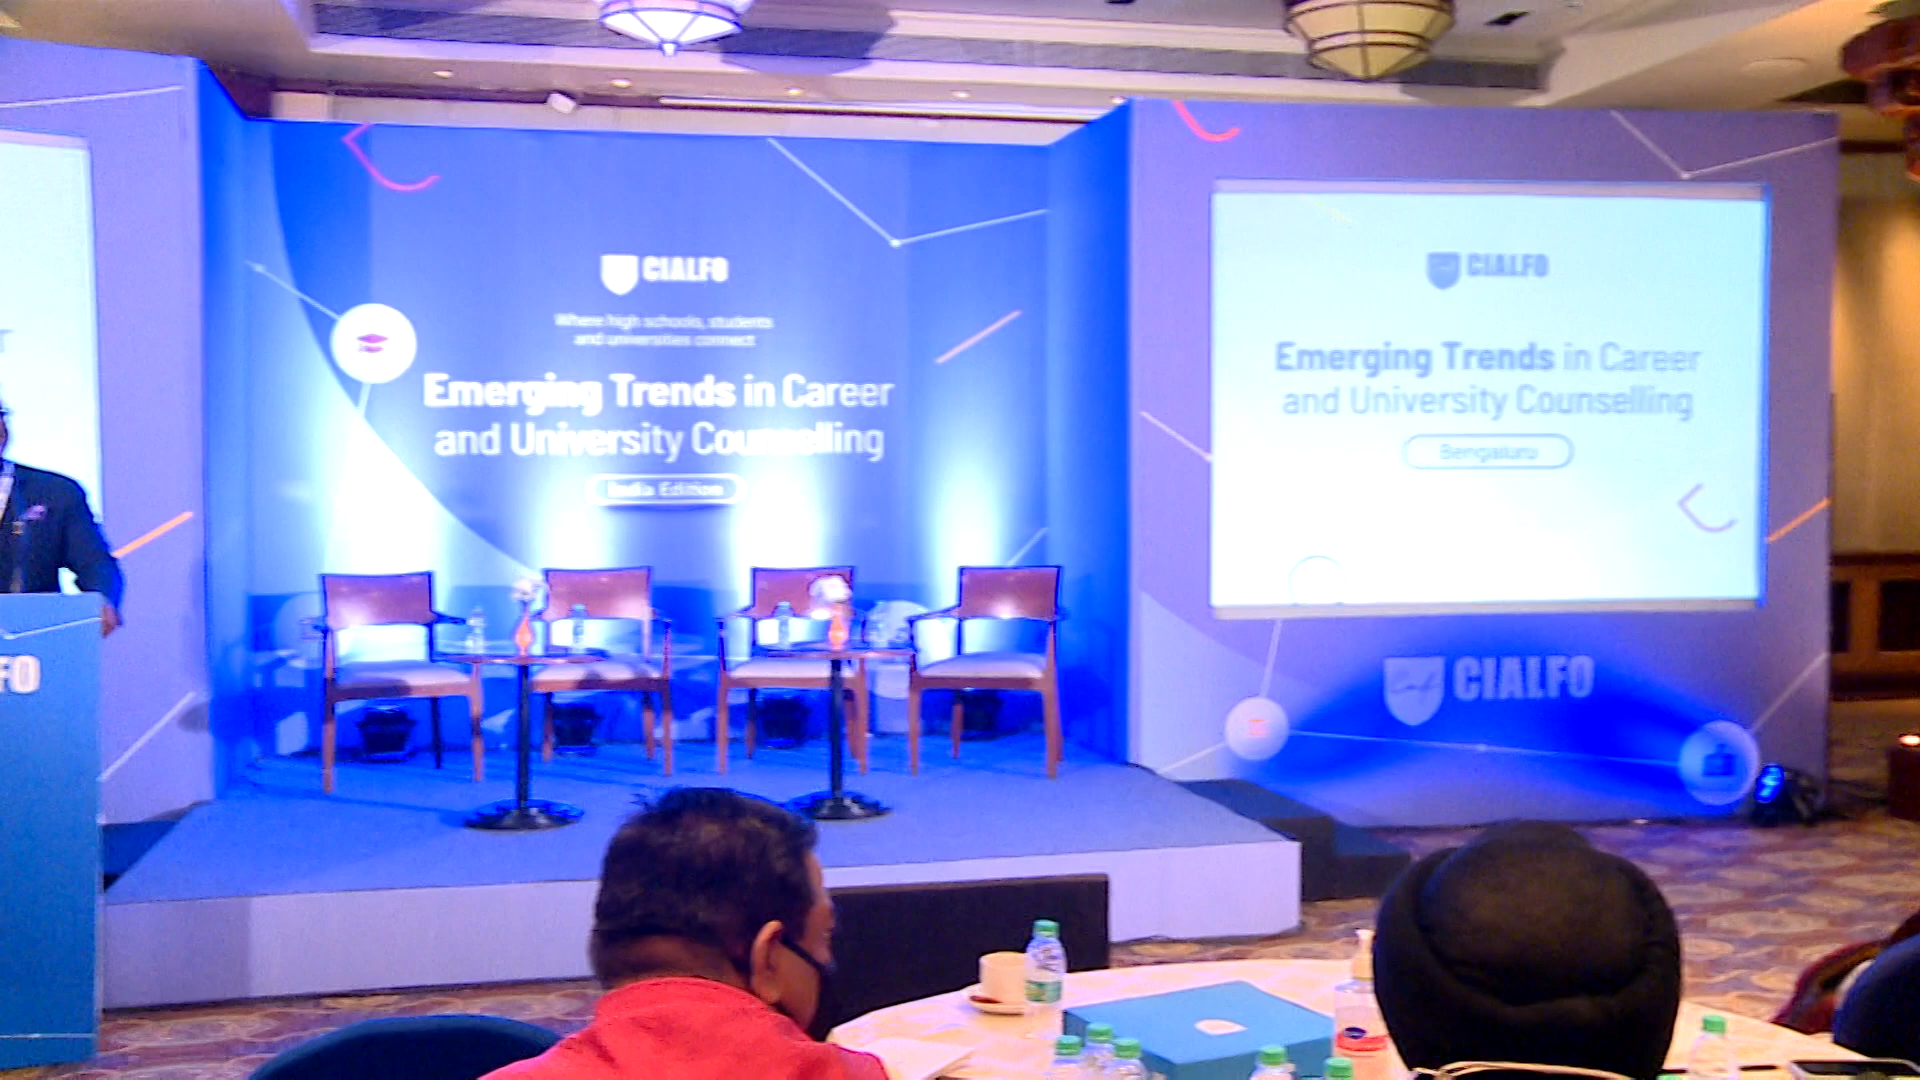 CIALFO
Where high schools, students
and universities connect
Emerging Trends in Career
and University Counselling
India Edition
CIALFO
Emerging Trends in Career
and University Counselling
Bengaluru
CIALFO
FO